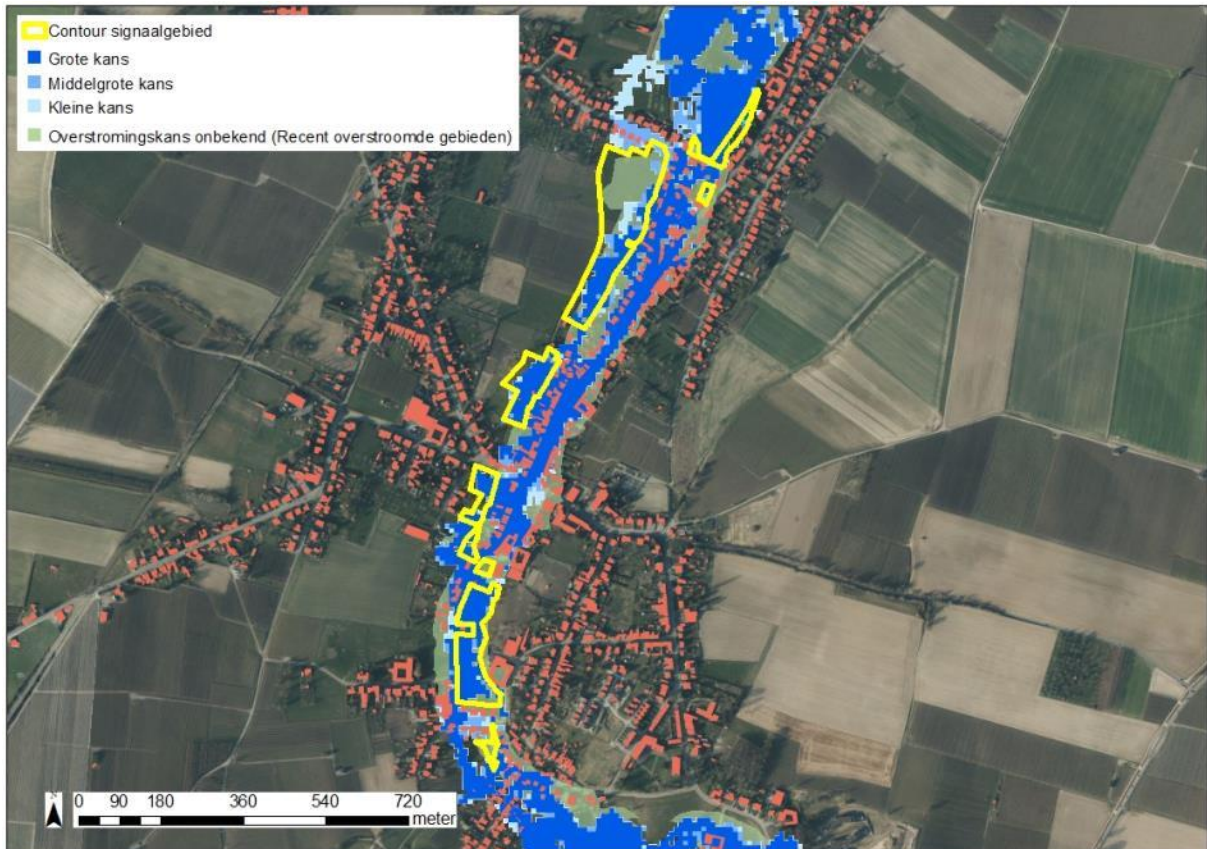 Contour signaalgebied
Grote kans
Middelgrote kans
Kleine kans
Overstromingskans onbekend (Recent overstroomde gebieden)
N
0 90 180 360 540 720
meter